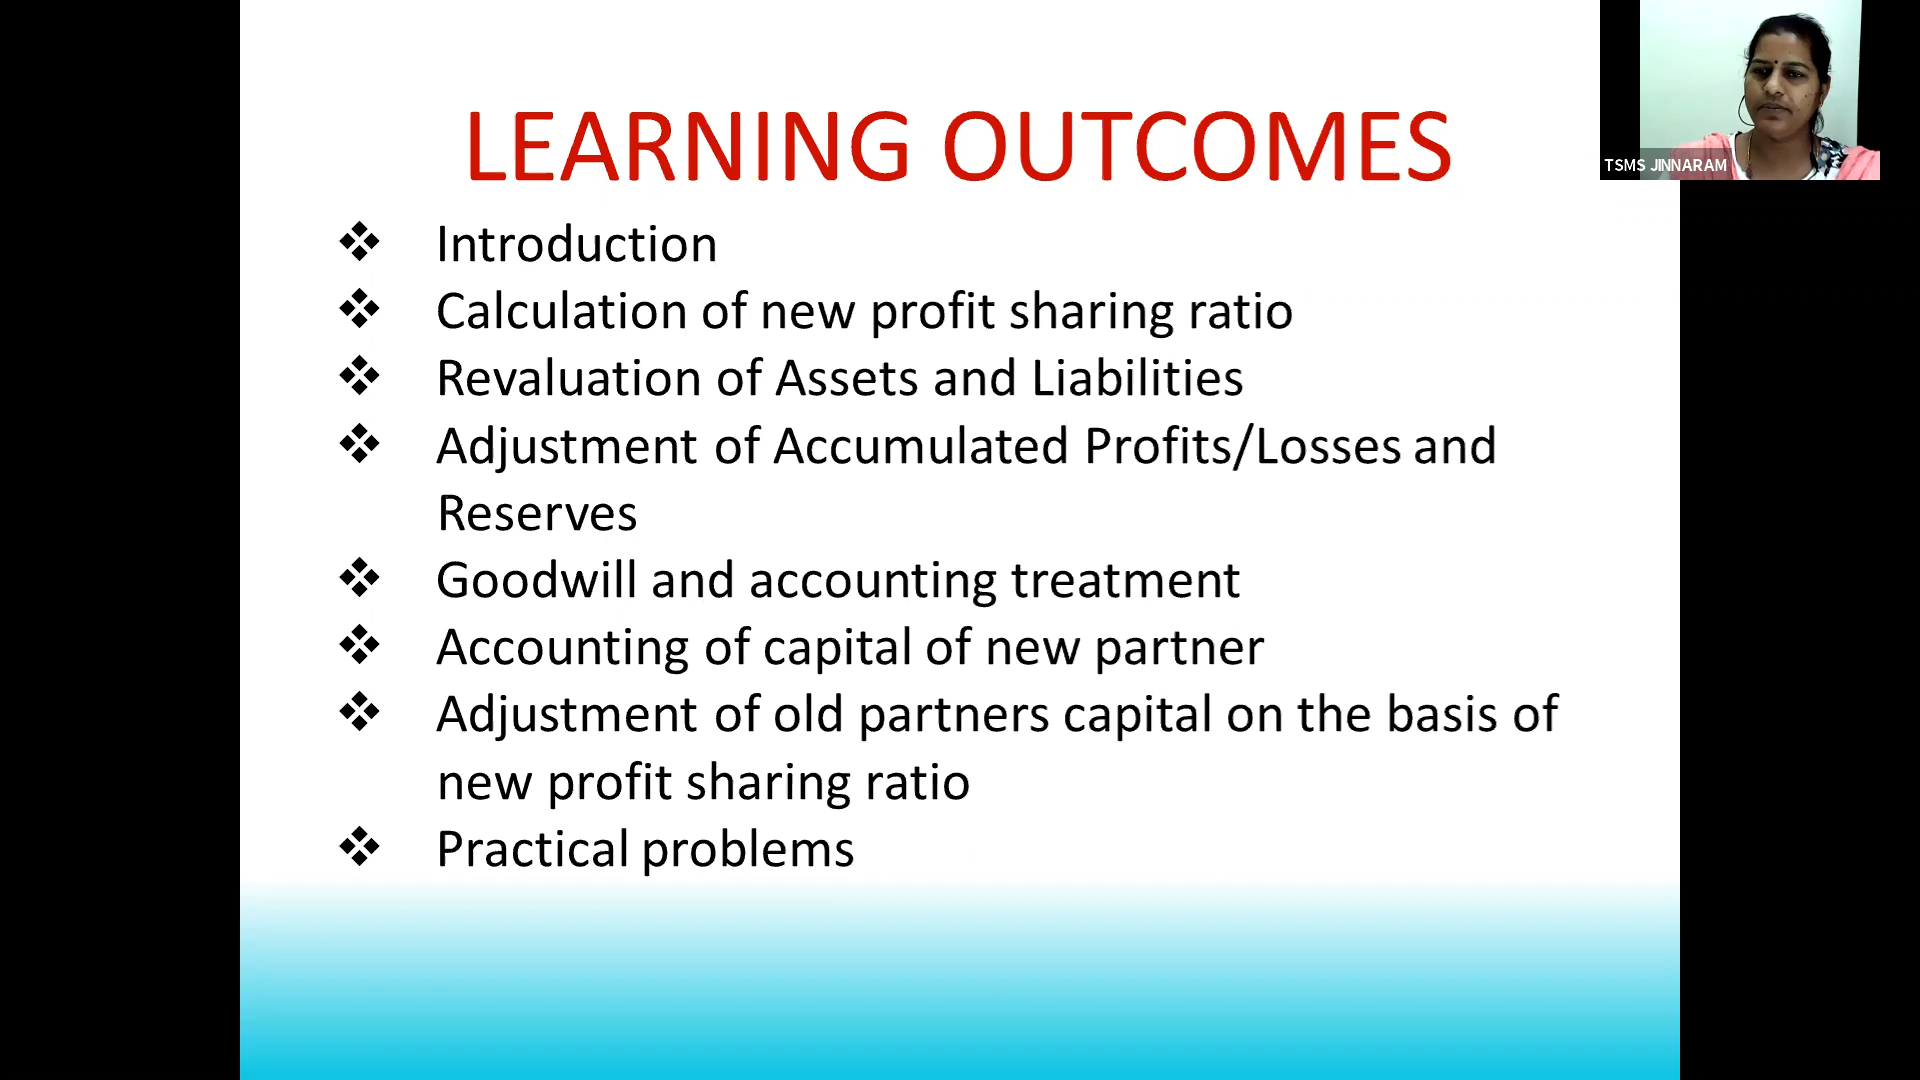 LEARNING OUTCOMES
TSMS JINNARAM
❖ Introduction
❖ Calculation of new profit sharing ratio
❖ Revaluation of Assets and Liabilities
❖ Adjustment of Accumulated Profits/Losses and
Reserves
❖ Goodwill and accounting treatment
❖ Accounting of capital of new partner
❖ Adjustment of old partners capital on the basis of
new profit sharing ratio
❖ Practical problems